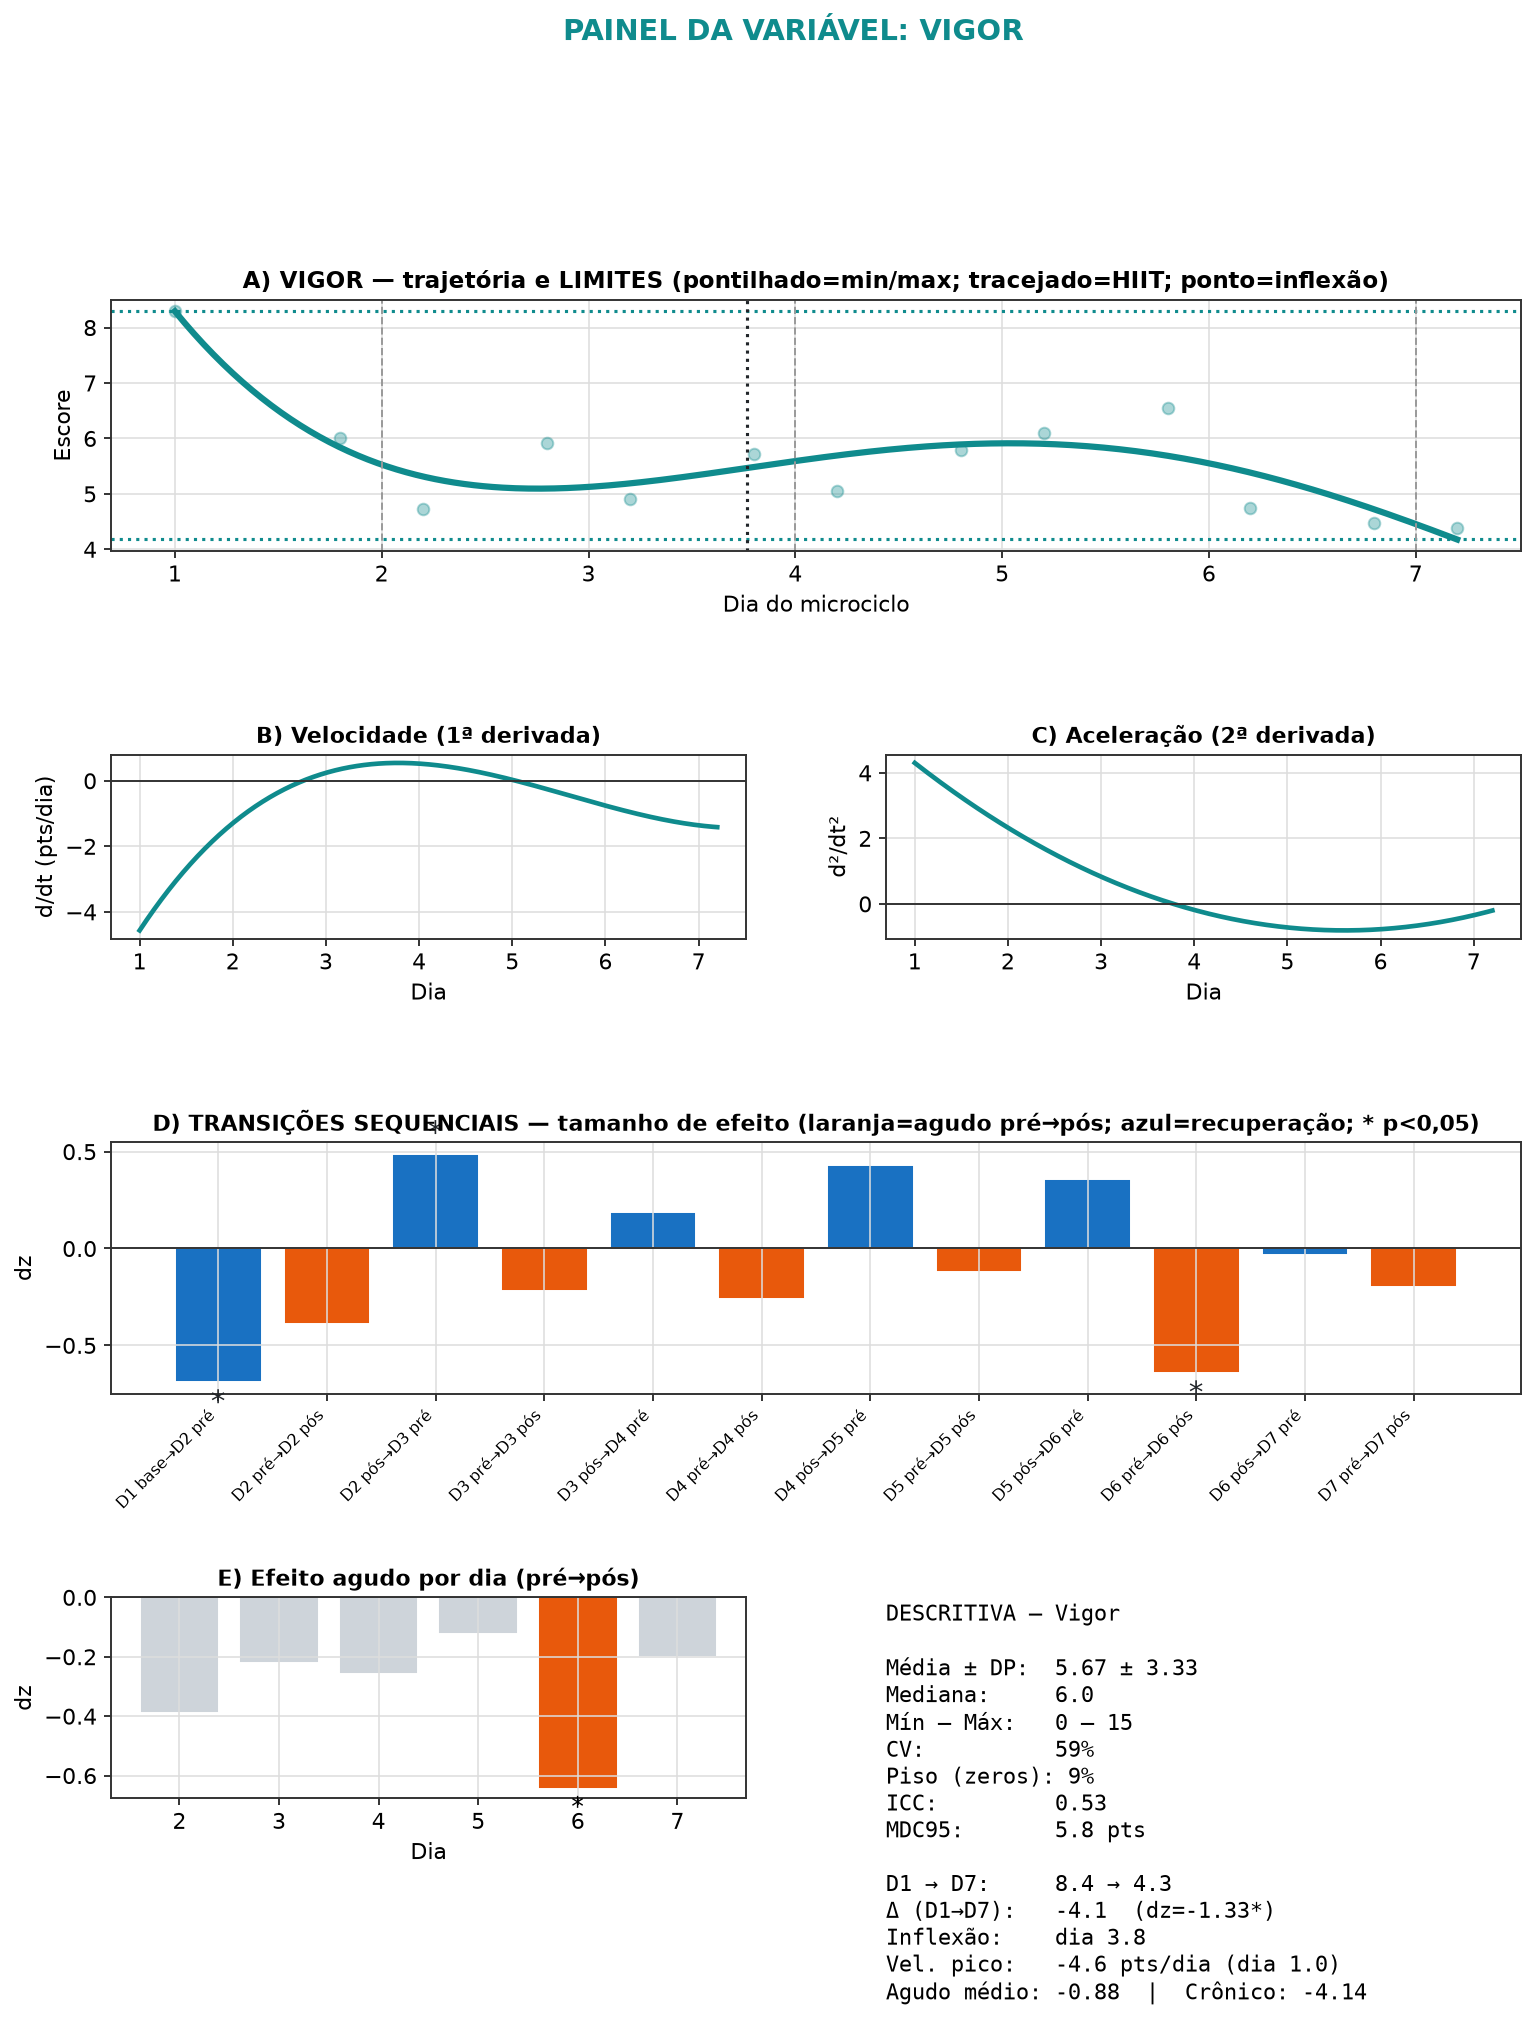 PAINEL DA VARIÁVEL: VIGOR
A) VIGOR — trajetória e LIMITES (pontilhado=min/max; tracejado=HIIT; ponto=inflexão)
Escore
8
7
6
5
4
1 2 3 4 5 6 7
Dia do microciclo
B) Velocidade (1ª derivada)
d/dt (pts/dia)
0
−2
−4
1 2 3 4 5 6 7
Dia
C) Aceleração (2ª derivada)
d²/dt²
4
2
0
1 2 3 4 5 6 7
Dia
D) TRANSIÇÕES SEQUENCIAIS — tamanho de efeito (laranja=agudo pré→pós; azul=recuperação; * p<0,05)
*
dz
0.5
0.0
−0.5
* *
D1 base→D2 pré
D2 pré→D2 pós
D2 pós→D3 pré
D3 pré→D3 pós
D3 pós→D4 pré
D4 pré→D4 pós
D4 pós→D5 pré
D5 pré→D5 pós
D5 pós→D6 pré
D6 pré→D6 pós
D6 pós→D7 pré
D7 pré→D7 pós
E) Efeito agudo por dia (pré→pós)
dz
0.0
−0.2
−0.4
−0.6
*
2 3 4 5 6 7
Dia
DESCRITIVA — Vigor
Média ± DP: 5.67 ± 3.33
Mediana: 6.0
Mín – Máx: 0 – 15
CV: 59%
Piso (zeros): 9%
ICC: 0.53
MDC95: 5.8 pts
D1 → D7: 8.4 → 4.3
Δ (D1→D7): -4.1 (dz=-1.33*)
Inflexão: dia 3.8
Vel. pico: -4.6 pts/dia (dia 1.0)
Agudo médio: -0.88 | Crônico: -4.14